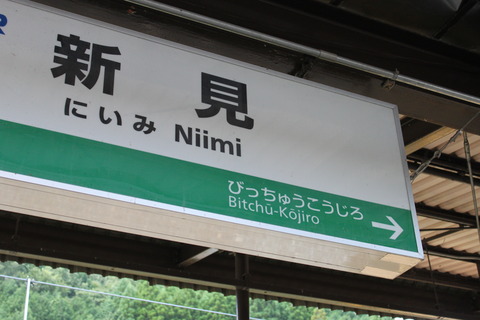 新見
にいみ Niimi
びっちゅうこうじろ
Bitchū-Kōjiro